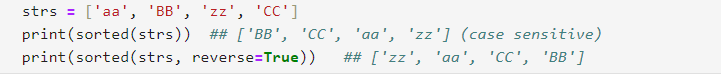 strs = ['aa', 'BB', 'zz', 'CC']
print(sorted(strs))  ## ['BB', 'CC', 'aa', 'zz'] (case sensitive)
print(sorted(strs, reverse=True))   ## ['zz', 'aa', 'CC', 'BB']